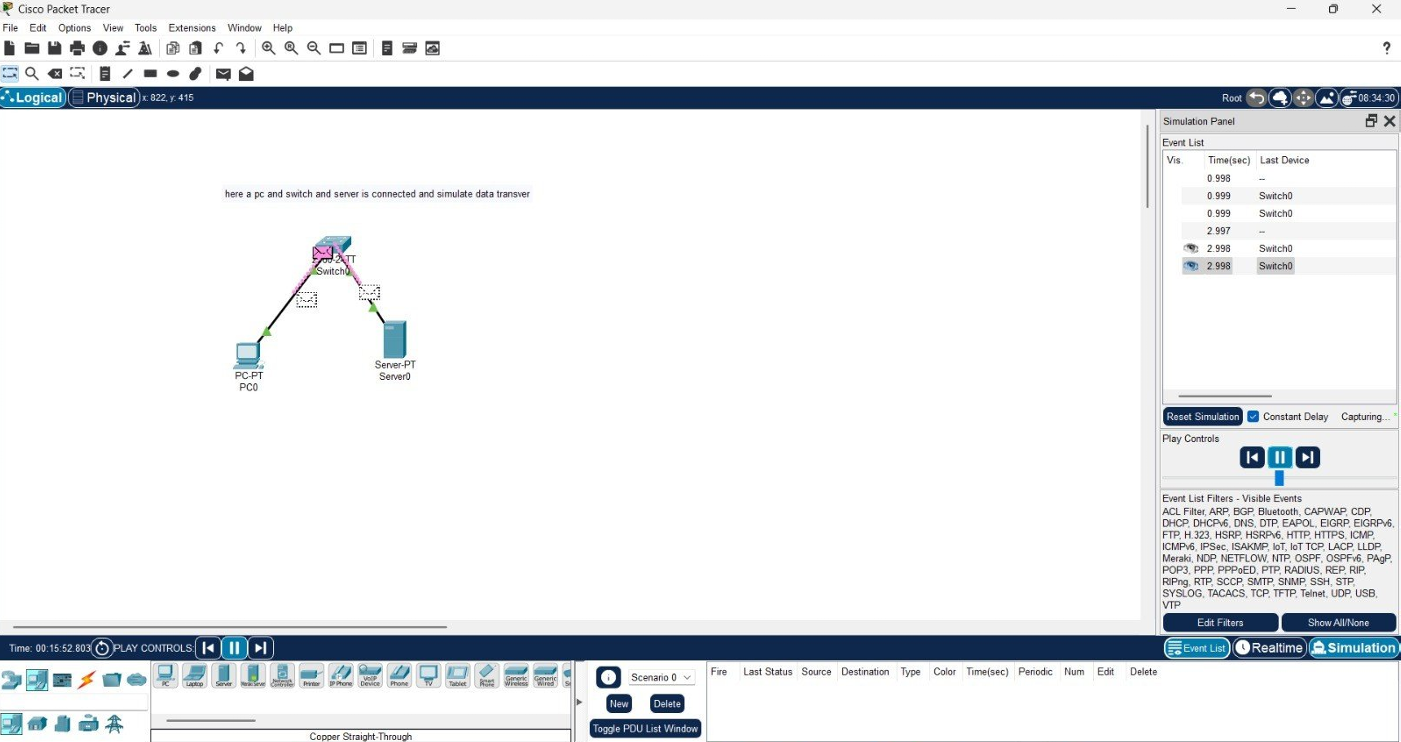 Cisco Packet Tracer
File Edit Options View Tools Extensions Window Help
?
Logical Physical x: 822, y: 415 Root 08:34:30
here a pc and switch and server is connected and simulate data transver
Switch0
PC-PT
PC0
Server-PT
Server0
Simulation Panel
Event List
Vis. Time(sec) Last Device
0.998 --
0.999 Switch0
0.999 Switch0
2.997 --
2.998 Switch0
2.998 Switch0
Reset Simulation Constant Delay Capturing...
Play Controls
Event List Filters - Visible Events
ACL Filter, ARP, BGP, Bluetooth, CAPWAP, CDP,
DHCP, DHCPv6, DNS, DTP, EAPOL, EIGRP, EIGRPv6,
FTP, H.323, HSRP, HSRPv6, HTTP, HTTPS, ICMP,
ICMPv6, IPSec, ISAKMP, IoT, IoT TCP, LACP, LLDP,
Meraki, NDP, NETFLOW, NTP, OSPF, OSPFv6, PAgP,
POP3, PPP, PPPoED, PTP, RADIUS, REP, RIP,
RIPng, RTP, SCCP, SMTP, SNMP, SSH, STP,
SYSLOG, TACACS, TCP, TFTP, Telnet, UDP, USB,
VTP
Edit Filters Show All/None
Time: 00:15:52.803 PLAY CONTROLS: Event List Realtime Simulation
PC Laptop Server Printer IP Phone VoIP Device Phone TV Tablet Smart Phone Generic Wireless Generic Wired
Copper Straight-Through
Scenario 0
New Delete
Toggle PDU List Window
Fire Last Status Source Destination Type Color Time(sec) Periodic Num Edit Delete